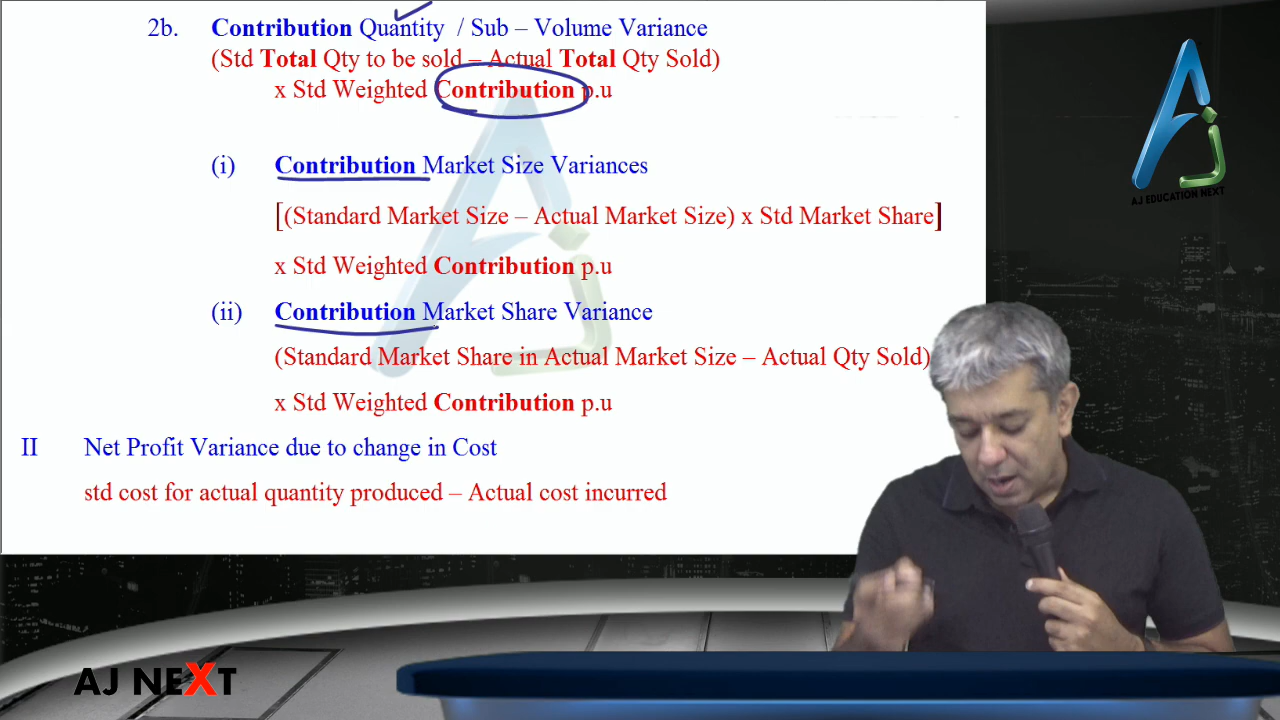 2b. Contribution Quantity / Sub – Volume Variance
(Std Total Qty to be sold – Actual Total Qty Sold)
x Std Weighted Contribution p.u
(i) Contribution Market Size Variances
[(Standard Market Size – Actual Market Size) x Std Market Share]
x Std Weighted Contribution p.u
(ii) Contribution Market Share Variance
(Standard Market Share in Actual Market Size – Actual Qty Sold)
x Std Weighted Contribution p.u
II Net Profit Variance due to change in Cost
std cost for actual quantity produced – Actual cost incurred
AJ EDUCATION NEXT
AJ NEXT